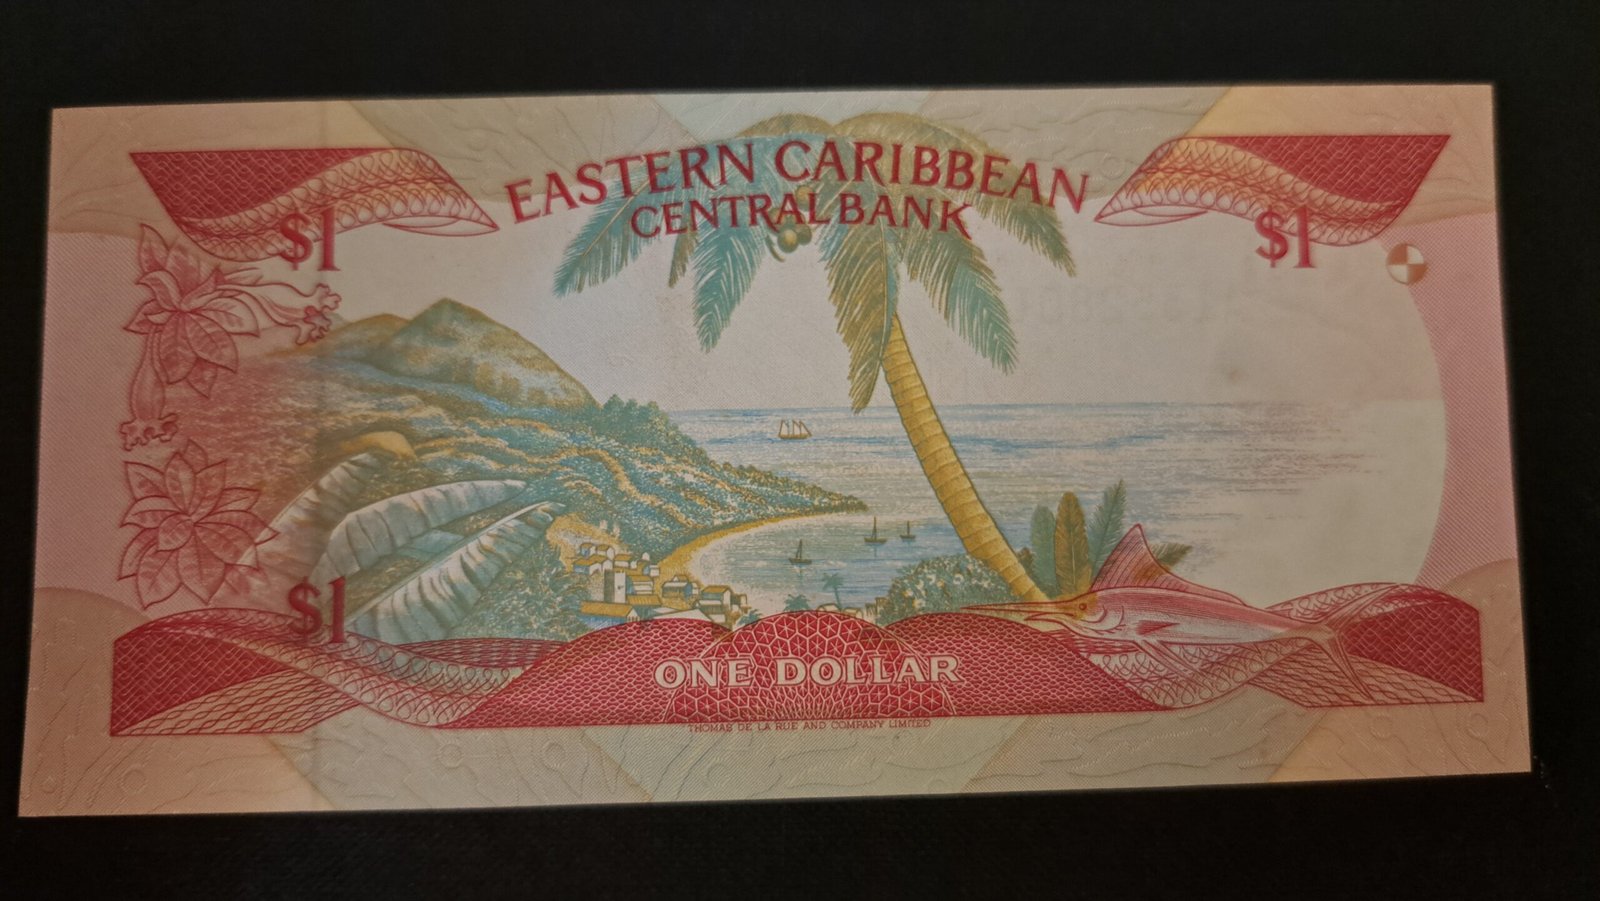 EASTERN CARIBBEAN
CENTRAL BANK
$1
$1
$1
ONE DOLLAR
THOMAS DE LA RUE AND COMPANY LIMITED